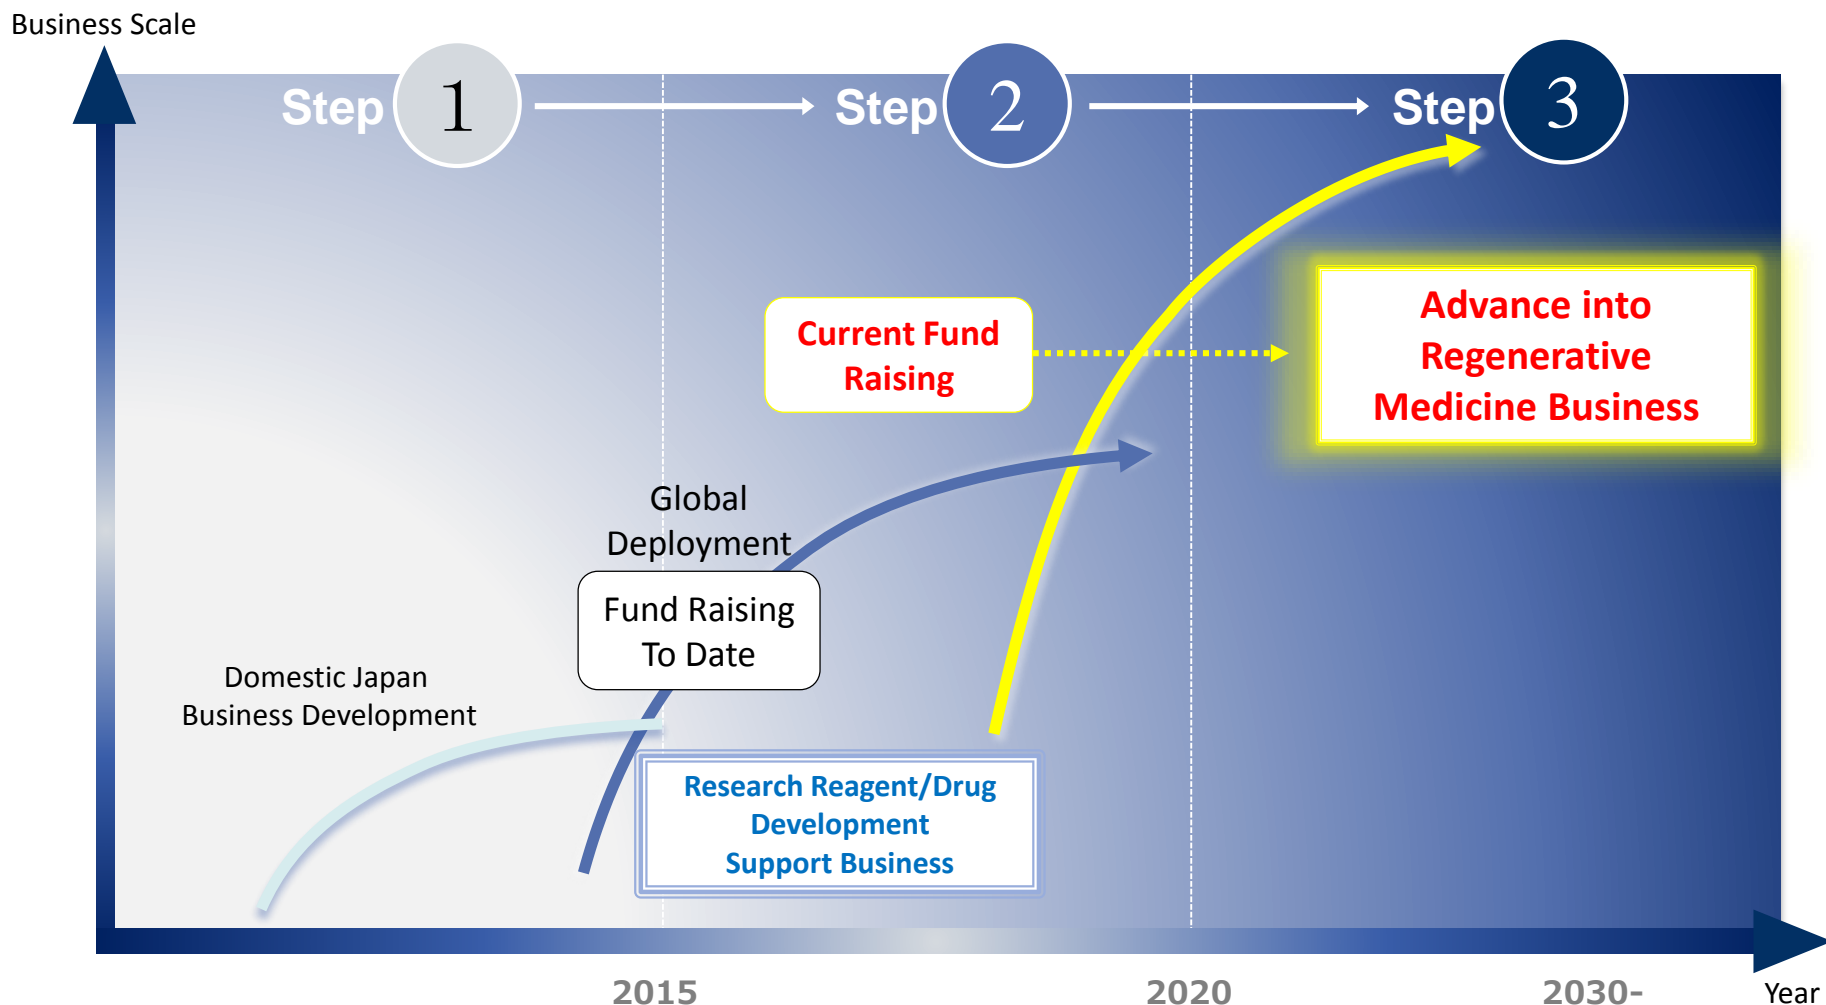 Business Scale
Step 1
Step 2
Step 3
Advance into
Regenerative
Medicine Business
Current Fund
Raising
Global
Deployment
Fund Raising
To Date
Domestic Japan
Business Development
Research Reagent/Drug
Development
Support Business
2015
2020
2030-
Year